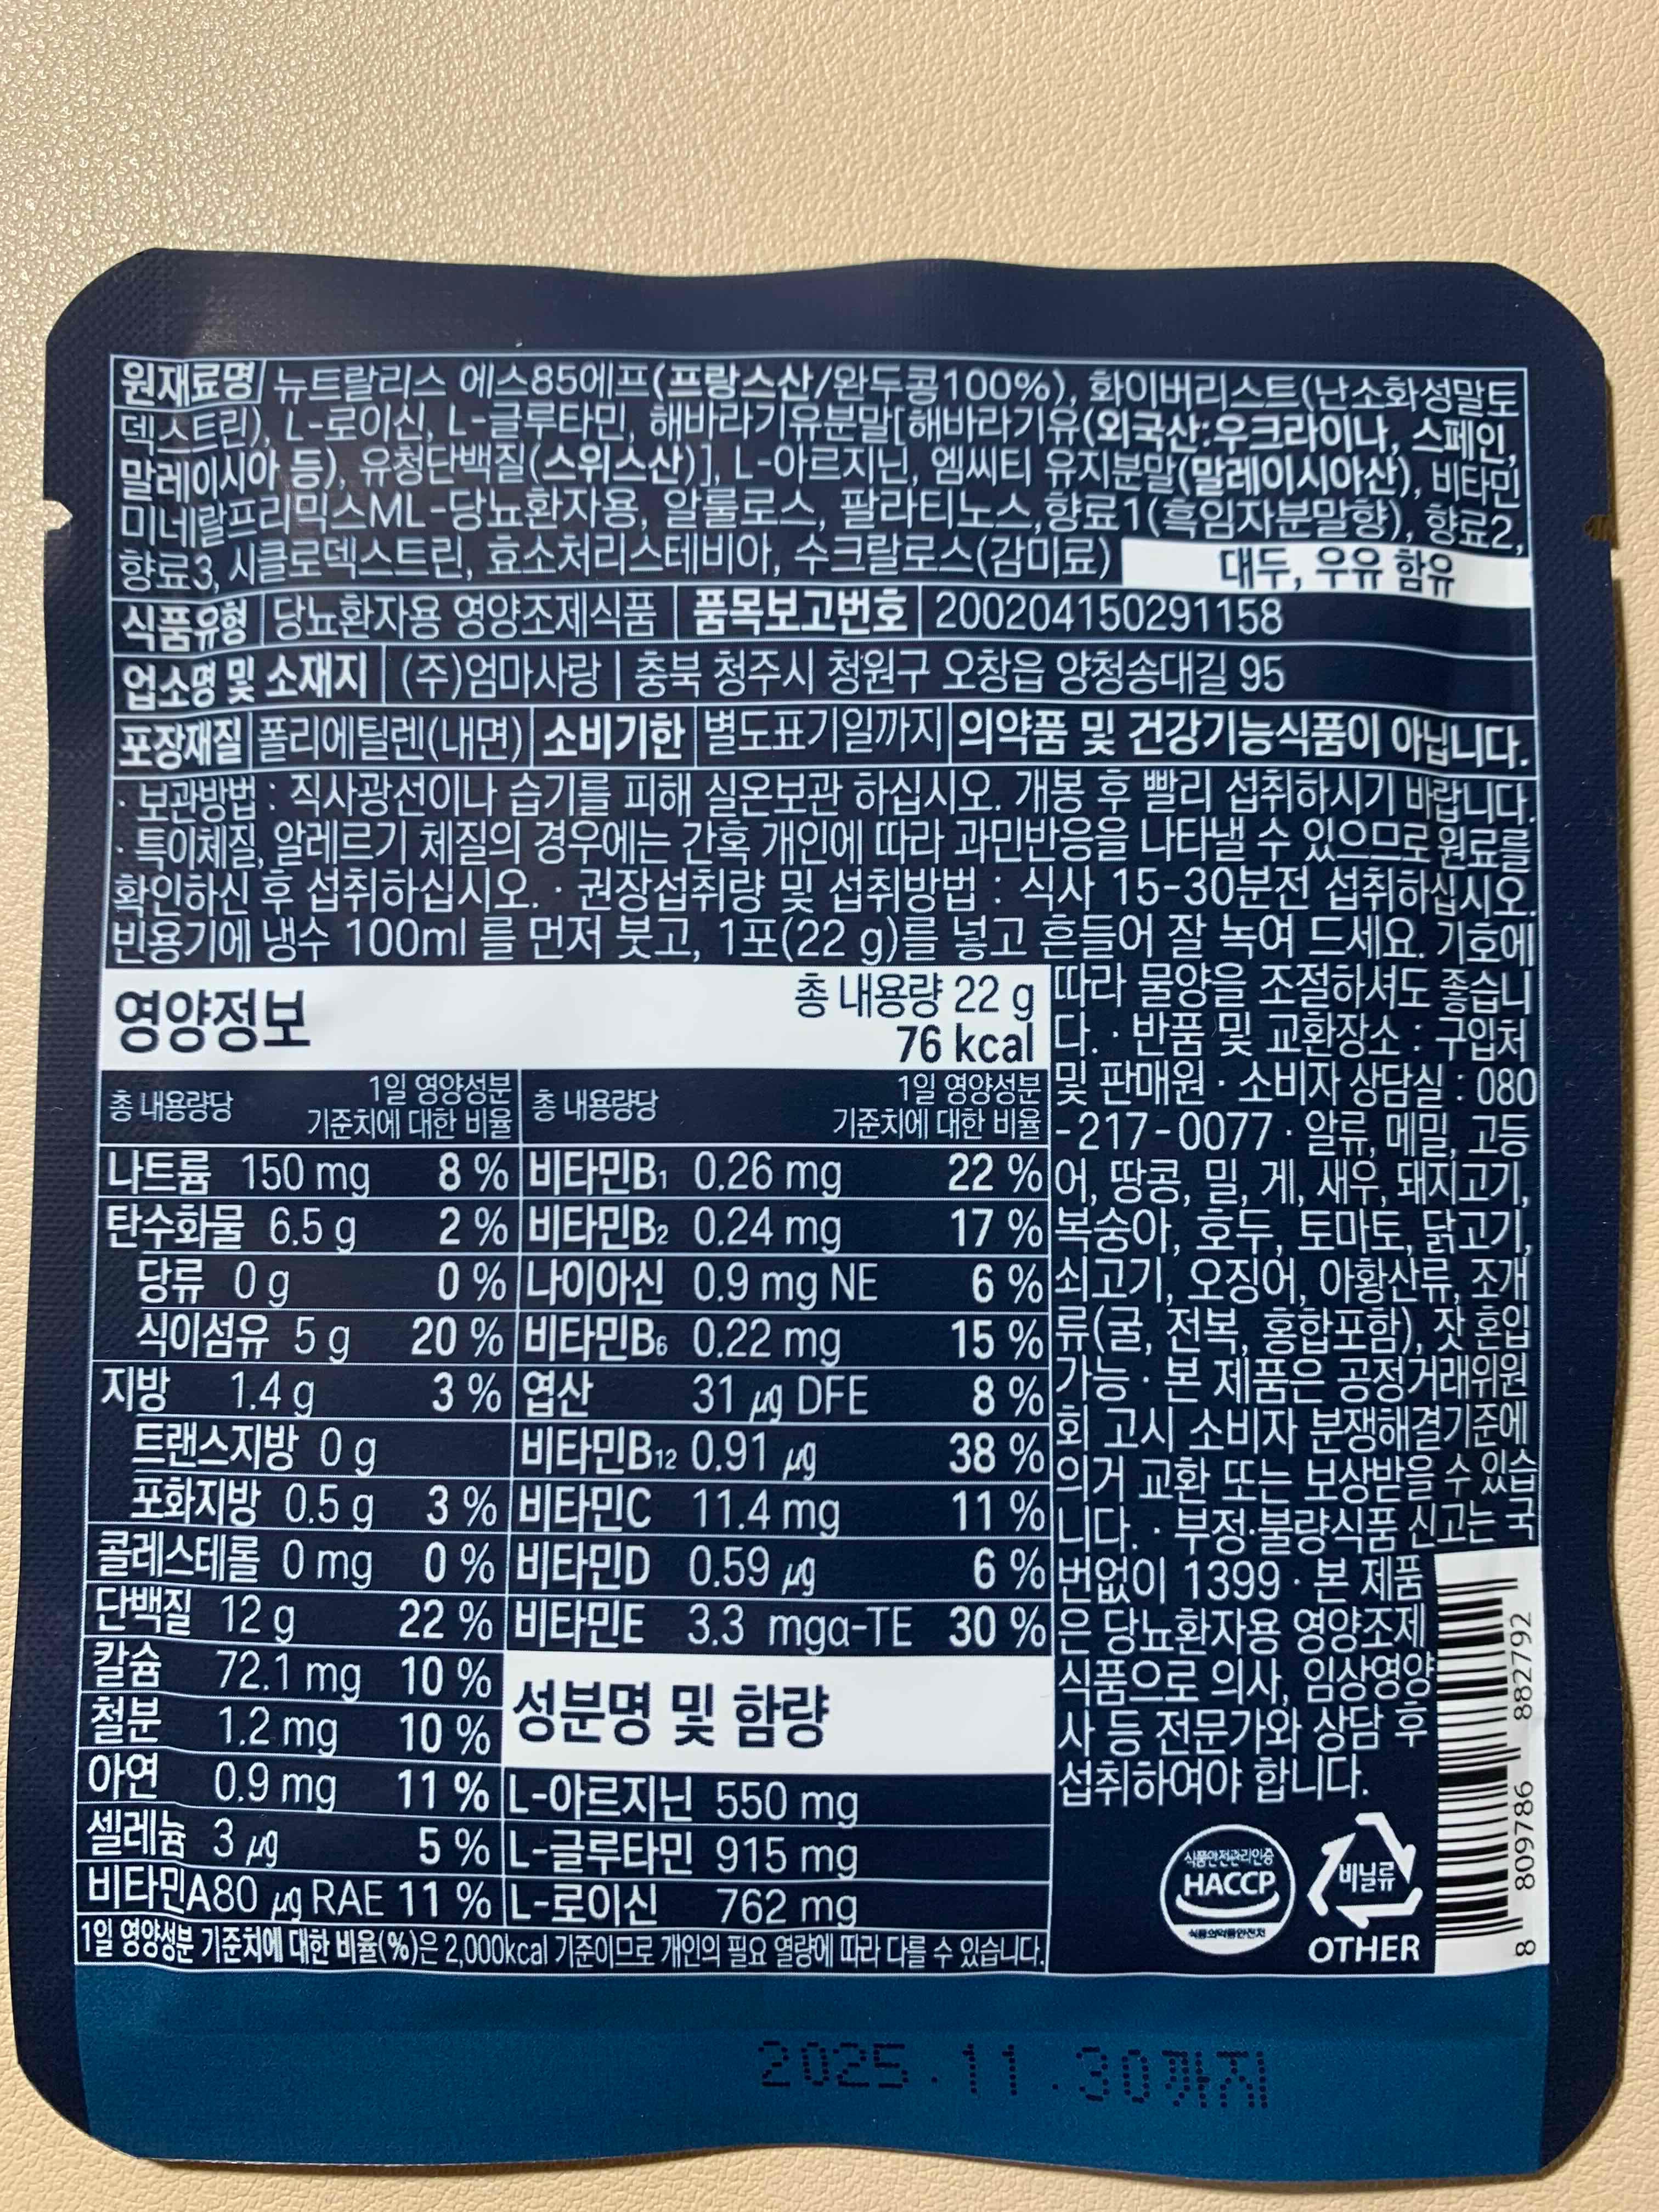 원재료명 뉴트랄리스 에스85에프(프랑스산/완두콩100%), 화이버리스트(난소화성말토
덱스트린), L-로이신, L-글루타민, 해바라기유분말[해바라기유(외국산:우크라이나, 스페인,
말레이시아 등), 유청단백질(스위스산)], L-아르지닌, 엠씨티 유지분말(말레이시아산), 비타민
미네랄프리믹스ML-당뇨환자용, 알룰로스, 팔라티노스,향료1(흑임자분말향), 향료2,
향료3, 시클로덱스트린, 효소처리스테비아, 수크랄로스(감미료) 대두, 우유 함유
식품유형 당뇨환자용 영양조제식품 품목보고번호 200204150291158
업소명 및 소재지 (주)엄마사랑 | 충북 청주시 청원구 오창읍 양청송대길 95
포장재질 폴리에틸렌(내면) 소비기한 별도표기일까지 의약품 및 건강기능식품이 아닙니다.
· 보관방법 : 직사광선이나 습기를 피해 실온보관 하십시오. 개봉 후 빨리 섭취하시기 바랍니다.
· 특이체질, 알레르기 체질의 경우에는 간혹 개인에 따라 과민반응을 나타낼 수 있으므로 원료를
확인하신 후 섭취하십시오. · 권장섭취량 및 섭취방법 : 식사 15-30분전 섭취하십시오.
빈용기에 냉수 100ml 를 먼저 붓고, 1포(22 g)를 넣고 흔들어 잘 녹여 드세요. 기호에
따라 물양을 조절하셔도 좋습니
다. · 반품 및 교환장소 : 구입처
및 판매원 · 소비자 상담실 : 080
-217-0077 · 알류, 메밀, 고등
어, 땅콩, 밀, 게, 새우, 돼지고기,
복숭아, 호두, 토마토, 닭고기,
쇠고기, 오징어, 아황산류, 조개
류(굴, 전복, 홍합포함), 잣 혼입
가능 · 본 제품은 공정거래위원
회 고시 소비자 분쟁해결기준에
의거 교환 또는 보상받을 수 있습
니다. · 부정·불량식품 신고는 국
번없이 1399 · 본 제품
은 당뇨환자용 영양조제
식품으로 의사, 임상영양
사 등 전문가와 상담 후
섭취하여야 합니다.
영양정보 총 내용량 22 g
76 kcal
총 내용량당 1일 영양성분
기준치에 대한 비율
나트륨 150 mg 8 %
탄수화물 6.5 g 2 %
당류 0 g 0 %
식이섬유 5 g 20 %
지방 1.4 g 3 %
트랜스지방 0 g
포화지방 0.5 g 3 %
콜레스테롤 0 mg 0 %
단백질 12 g 22 %
칼슘 72.1 mg 10 %
철분 1.2 mg 10 %
아연 0.9 mg 11 %
셀레늄 3 μg 5 %
비타민A80 μg RAE 11 %
총 내용량당 1일 영양성분
기준치에 대한 비율
비타민B1 0.26 mg 22 %
비타민B2 0.24 mg 17 %
나이아신 0.9 mg NE 6 %
비타민B6 0.22 mg 15 %
엽산 31 μg DFE 8 %
비타민B12 0.91 μg 38 %
비타민C 11.4 mg 11 %
비타민D 0.59 μg 6 %
비타민E 3.3 mgα-TE 30 %
성분명 및 함량
L-아르지닌 550 mg
L-글루타민 915 mg
L-로이신 762 mg
1일 영양성분 기준치에 대한 비율(%)은 2,000kcal 기준이므로 개인의 필요 열량에 따라 다를 수 있습니다.
식품안전관리인증
HACCP
식품의약품안전처
비닐류
OTHER
8 809786 882792
2025.11.30까지